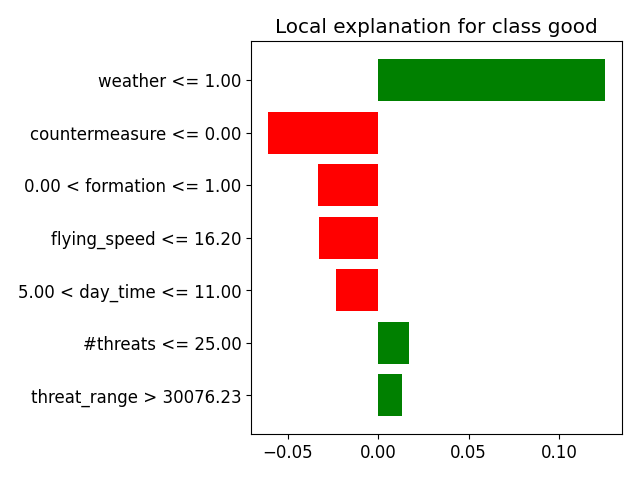 Local explanation for class good
weather <= 1.00
countermeasure <= 0.00
0.00 < formation <= 1.00
flying_speed <= 16.20
5.00 < day_time <= 11.00
#threats <= 25.00
threat_range > 30076.23
−0.05 0.00 0.05 0.10